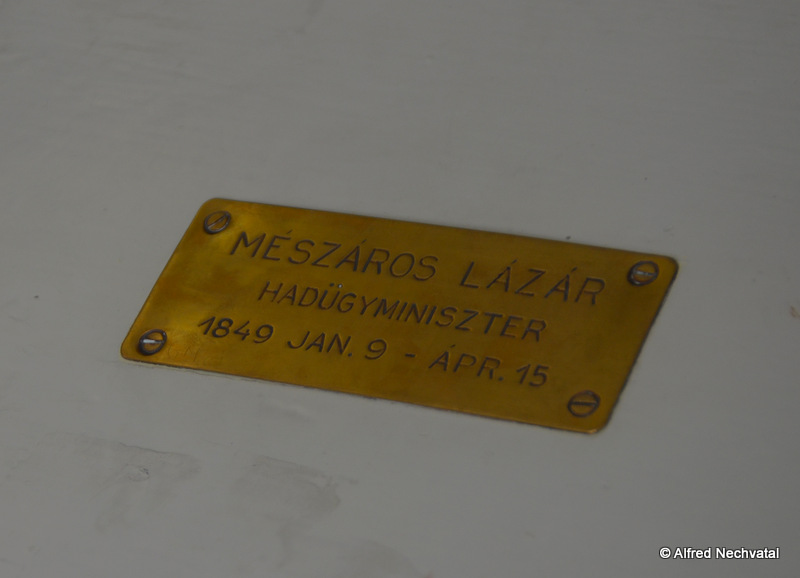 MÉSZÁROS LÁZÁR
HADÜGYMINISZTER
1849 JAN. 9 - ÁPR. 15
© Alfred Nechvatal